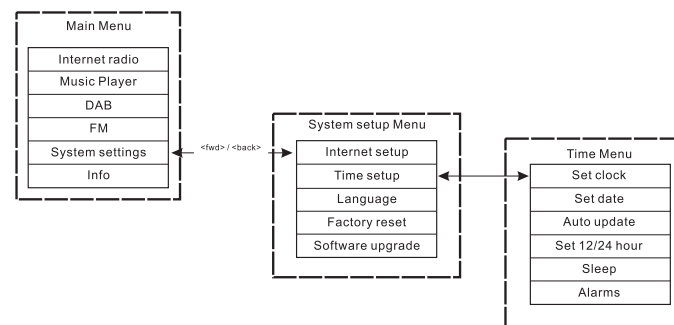 Main Menu
Internet radio
Music Player
DAB
FM
System settings
Info
<fwd> / <back>
System setup Menu
Internet setup
Time setup
Language
Factory reset
Software upgrade
Time Menu
Set clock
Set date
Auto update
Set 12/24 hour
Sleep
Alarms